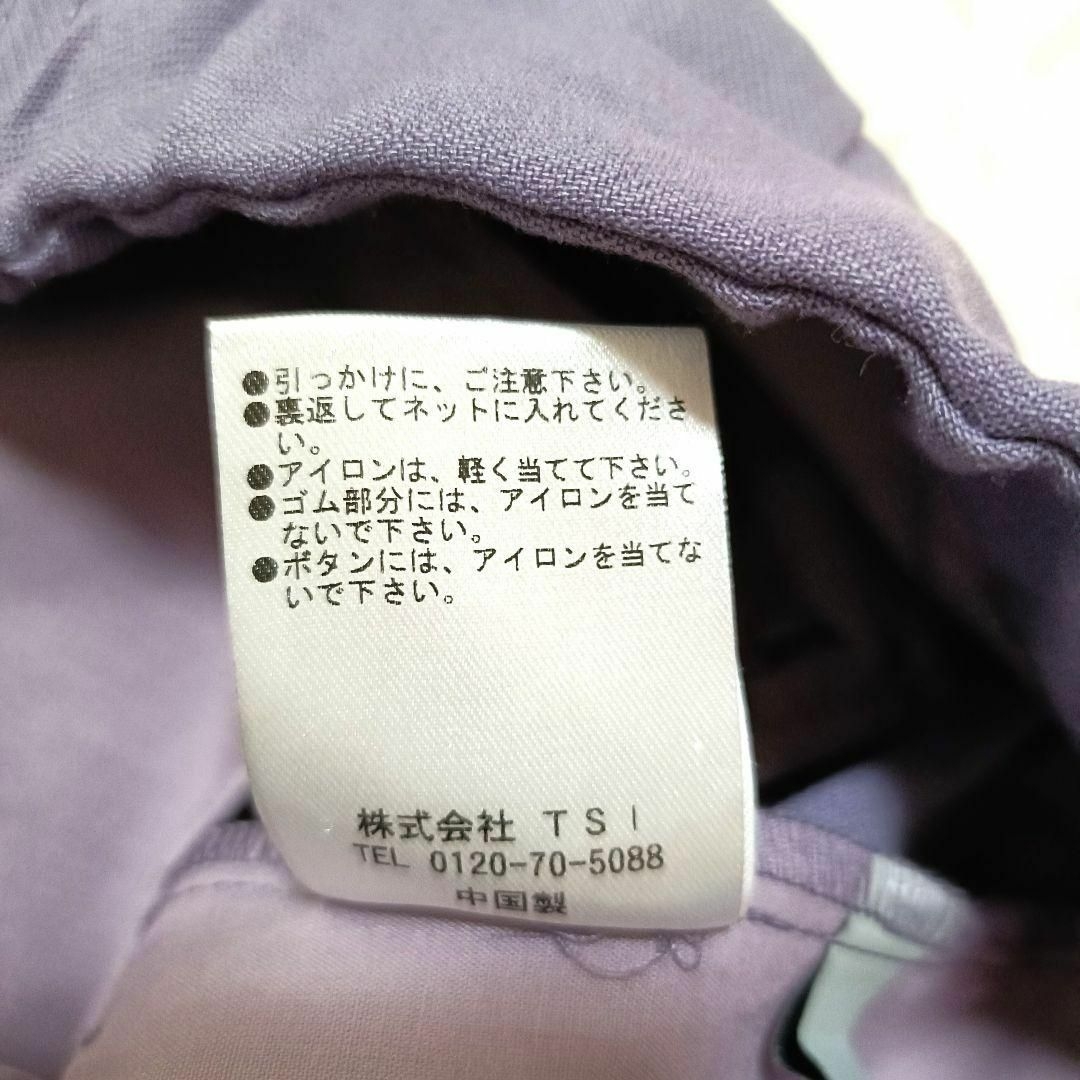 ●引っかけに、ご注意下さい。
●裏返してネットに入れてくださ
い。
●アイロンは、軽く当てて下さい。
●ゴム部分には、アイロンを当て
ないで下さい。
●ボタンには、アイロンを当てな
いで下さい。
株式会社 TSI
TEL 0120-70-5088
中国製